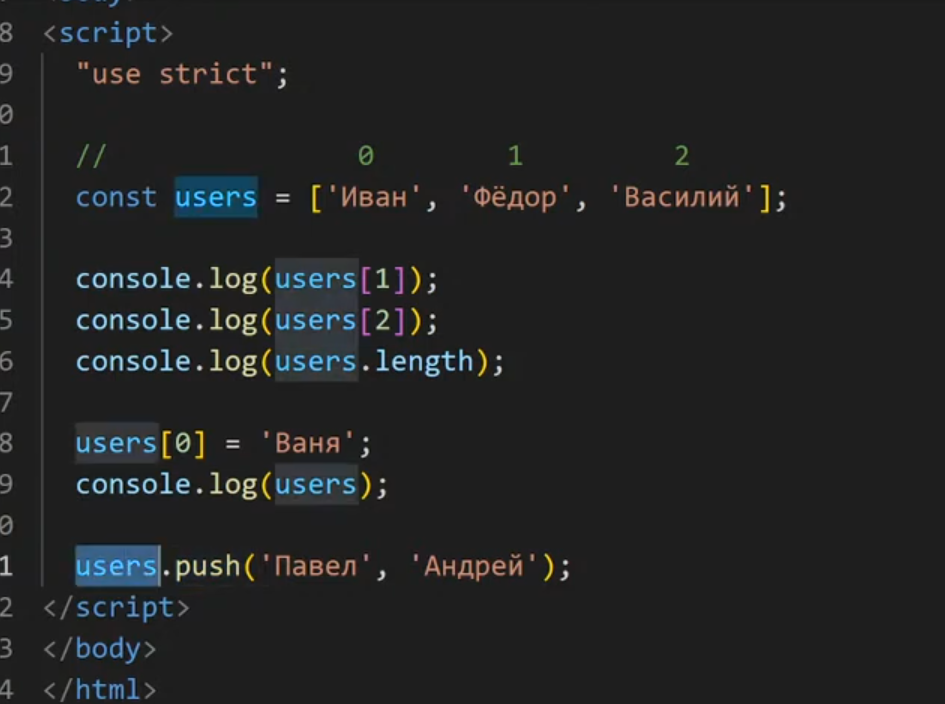 8 <script>
9 "use strict";
0
1 // 0 1 2
2 const users = ['Иван', 'Фёдор', 'Василий'];
3
4 console.log(users[1]);
5 console.log(users[2]);
6 console.log(users.length);
7
8 users[0] = 'Ваня';
9 console.log(users);
0
1 users.push('Павел', 'Андрей');
2 </script>
3 </body>
4 </html>